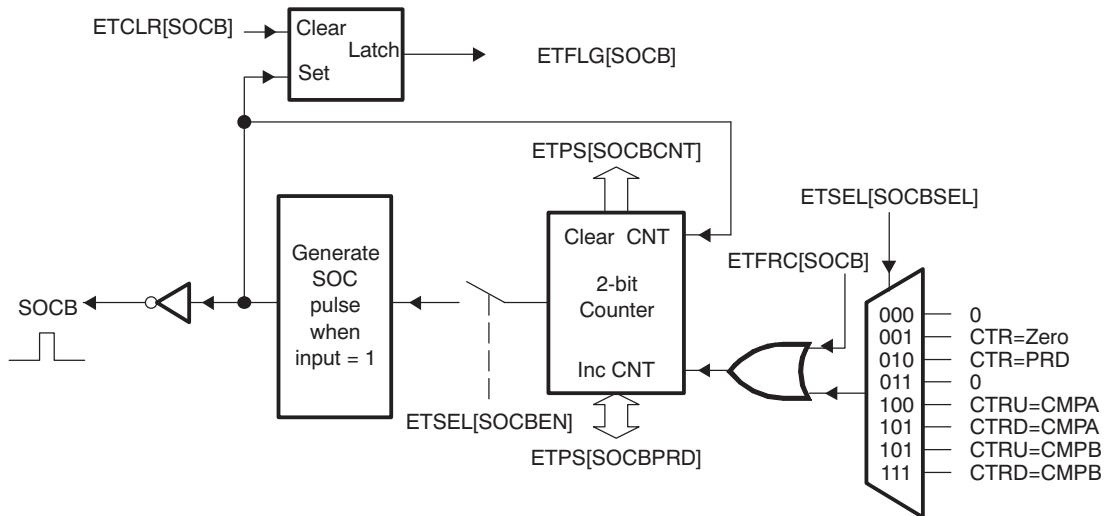 ETCLR[SOCB]
Clear
Latch
Set
ETFLG[SOCB]
ETPS[SOCBCNT]
ETSEL[SOCBSEL]
Generate
SOC
pulse
when
input = 1
Clear CNT
2-bit
Counter
Inc CNT
ETFRC[SOCB]
SOCB
ETSEL[SOCBEN]
ETPS[SOCBPRD]
000 0
001 CTR=Zero
010 CTR=PRD
011 0
100 CTRU=CMPA
101 CTRD=CMPA
101 CTRU=CMPB
111 CTRD=CMPB